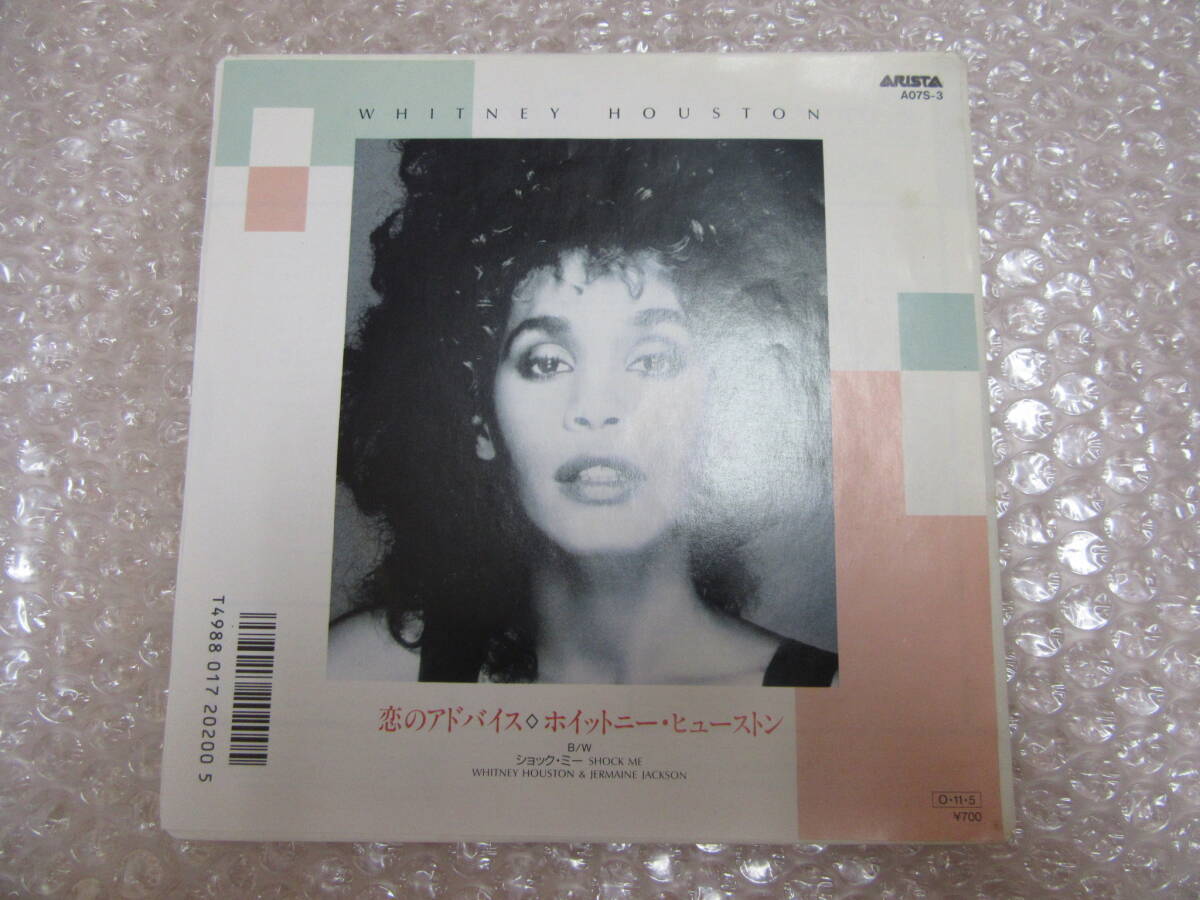 ARISTA
A07S-3
WHITNEY HOUSTON
T4988 017 20200 5
恋のアドバイス◇ホイットニー・ヒューストン
B/W
ショック・ミー SHOCK ME
WHITNEY HOUSTON & JERMAINE JACKSON
O・11・5
¥700